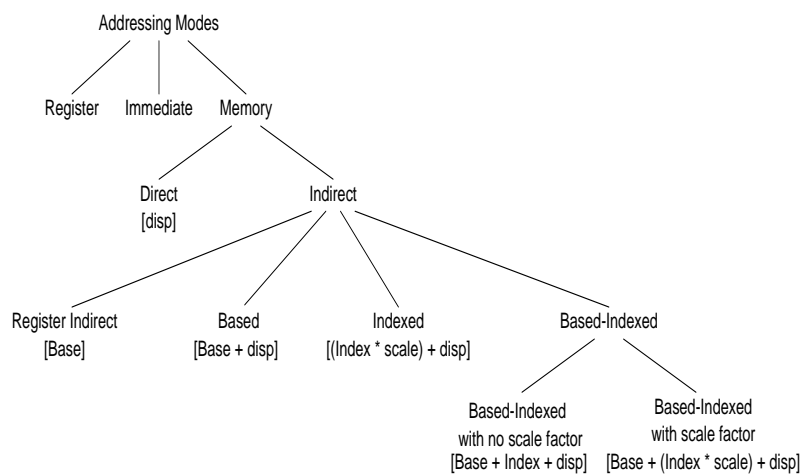 Addressing Modes
Register Immediate Memory
Direct Indirect
[disp]
Register Indirect Based Indexed Based-Indexed
[Base] [Base + disp] [(Index * scale) + disp]
Based-Indexed Based-Indexed
with no scale factor with scale factor
[Base + Index + disp] [Base + (Index * scale) + disp]